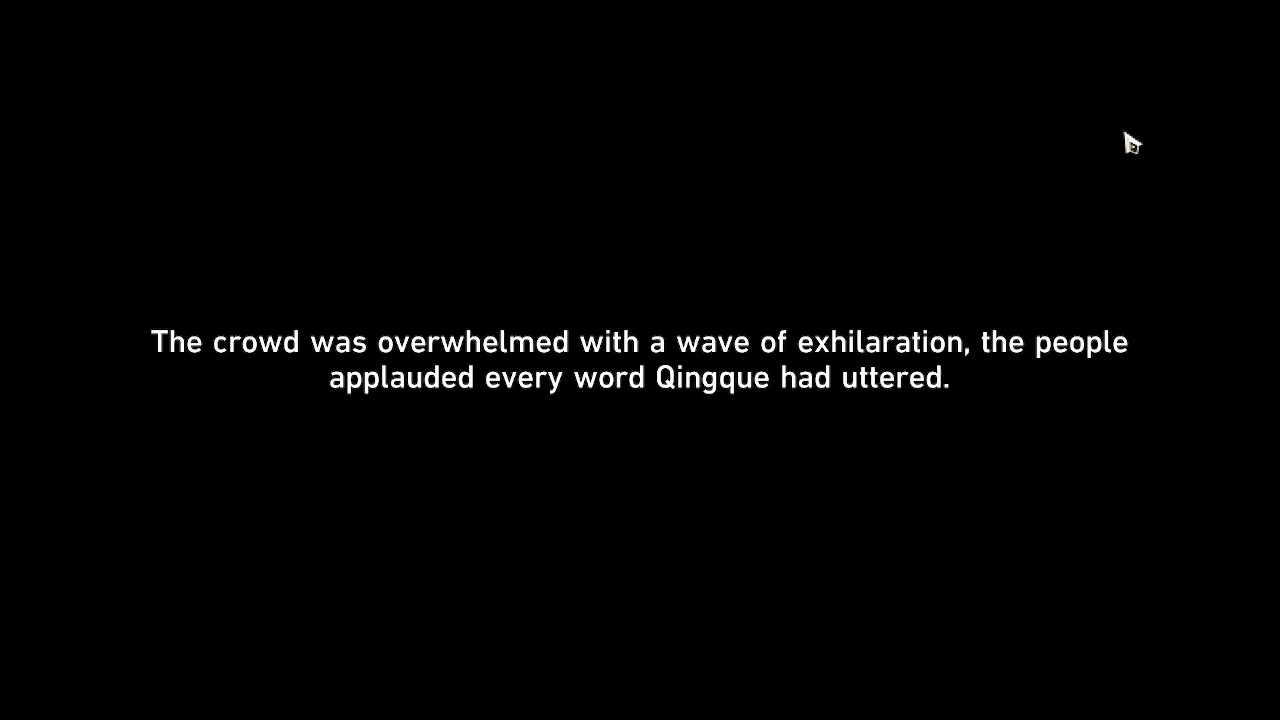 The crowd was overwhelmed with a wave of exhilaration, the people
applauded every word Qingque had uttered.